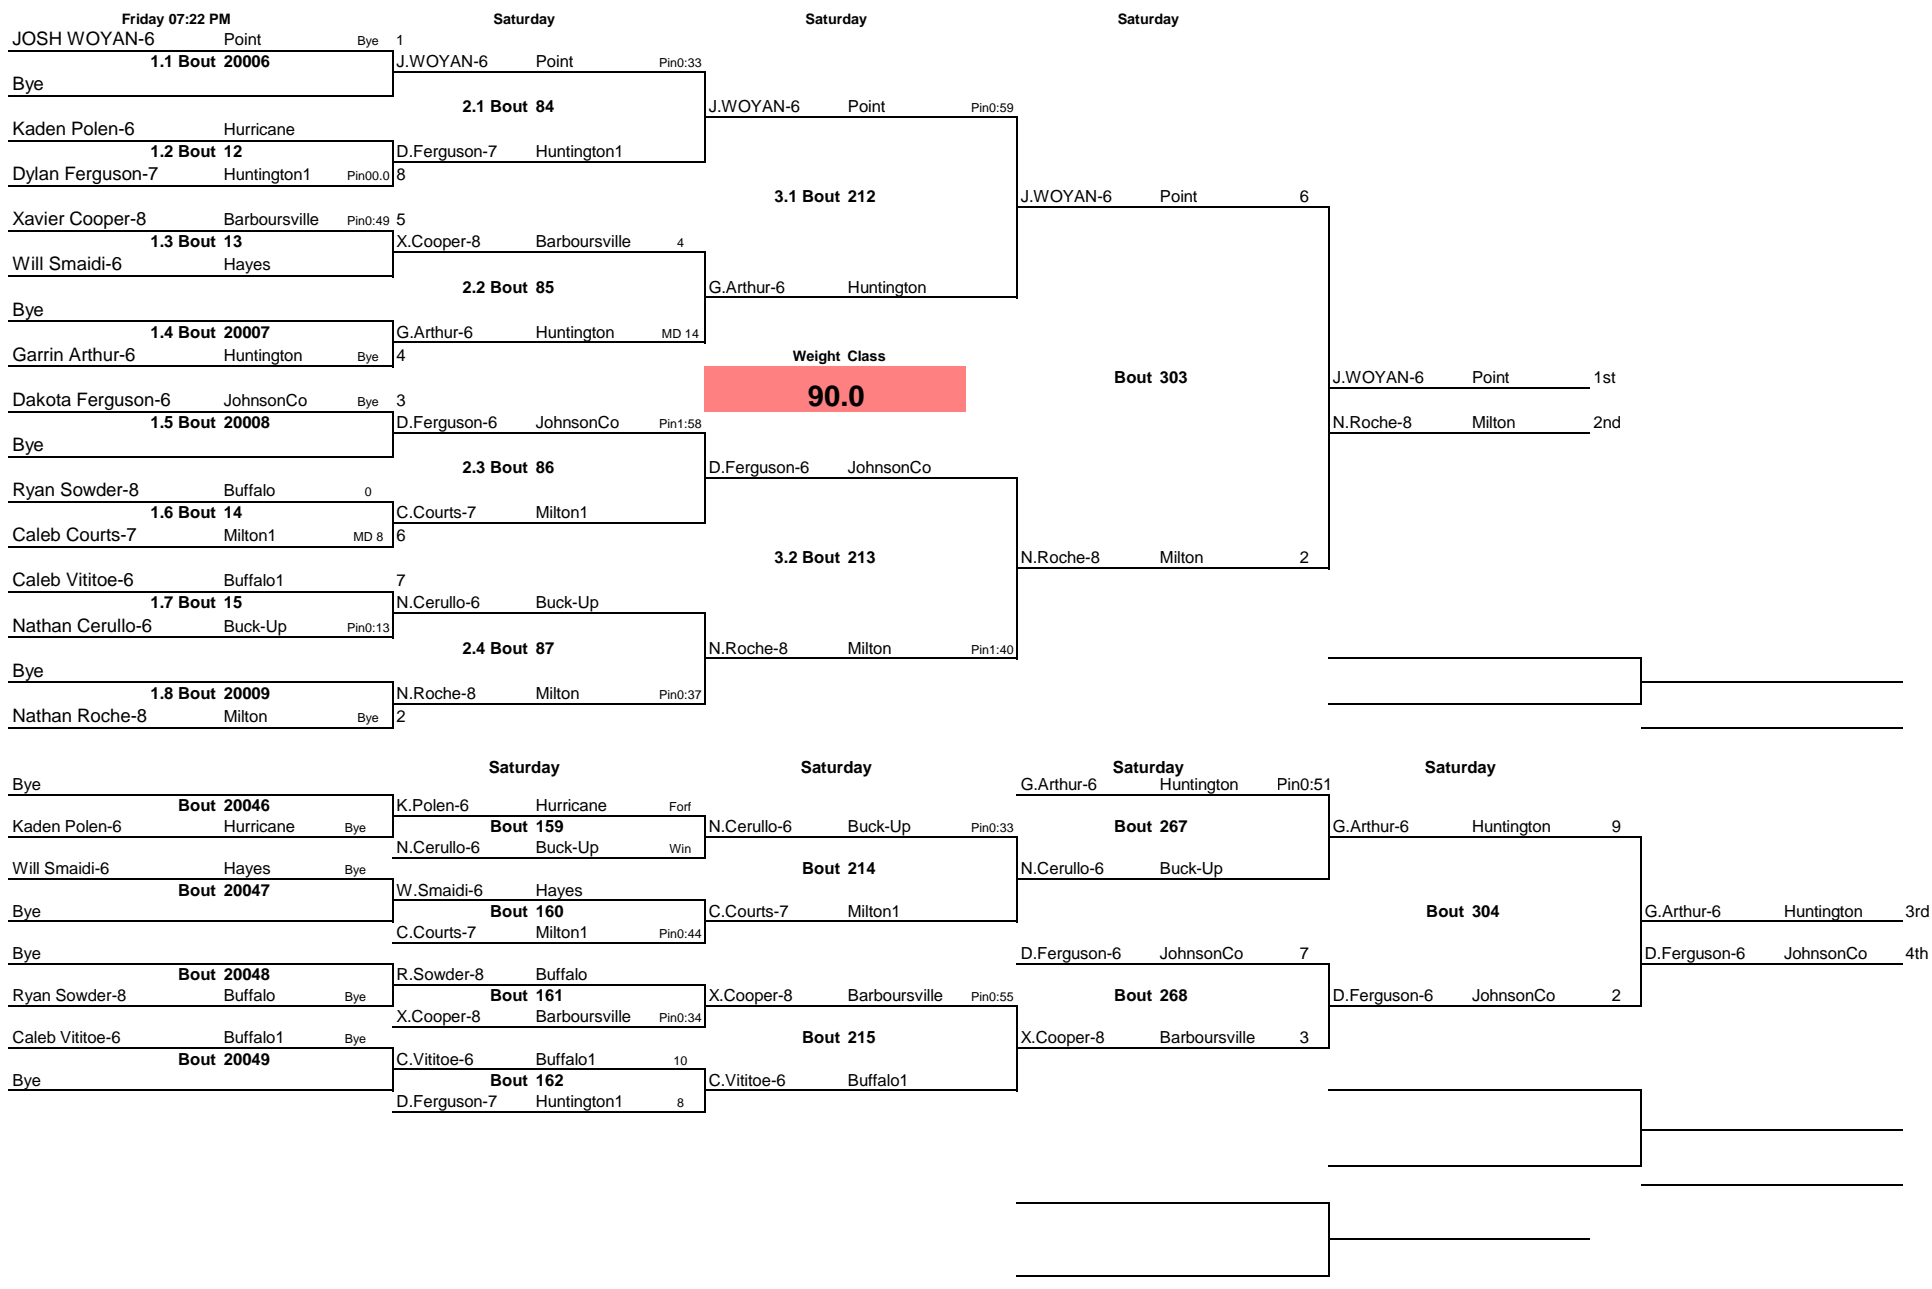 Friday 07:22 PM Saturday Saturday Saturday
JOSH WOYAN-6 Point Bye 1
1.1 Bout 20006 J.WOYAN-6 Point Pin0:33
Bye
2.1 Bout 84 J.WOYAN-6 Point Pin0:59
Kaden Polen-6 Hurricane
1.2 Bout 12 D.Ferguson-7 Huntington1
Dylan Ferguson-7 Huntington1 Pin00.0 8
3.1 Bout 212 J.WOYAN-6 Point 6
Xavier Cooper-8 Barboursville Pin0:49 5
1.3 Bout 13 X.Cooper-8 Barboursville 4
Will Smaidi-6 Hayes
2.2 Bout 85 G.Arthur-6 Huntington
Bye
1.4 Bout 20007 G.Arthur-6 Huntington MD 14
Garrin Arthur-6 Huntington Bye 4 Weight Class
Bout 303 J.WOYAN-6 Point 1st
Dakota Ferguson-6 JohnsonCo Bye 3 90.0
1.5 Bout 20008 D.Ferguson-6 JohnsonCo Pin1:58 N.Roche-8 Milton 2nd
Bye
2.3 Bout 86 D.Ferguson-6 JohnsonCo
Ryan Sowder-8 Buffalo 0
1.6 Bout 14 C.Courts-7 Milton1
Caleb Courts-7 Milton1 MD 8 6
3.2 Bout 213 N.Roche-8 Milton 2
Caleb Vititoe-6 Buffalo1 7
1.7 Bout 15 N.Cerullo-6 Buck-Up
Nathan Cerullo-6 Buck-Up Pin0:13
2.4 Bout 87 N.Roche-8 Milton Pin1:40
Bye
1.8 Bout 20009 N.Roche-8 Milton Pin0:37
Nathan Roche-8 Milton Bye 2
Saturday Saturday Saturday Saturday
Bye G.Arthur-6 Huntington Pin0:51
Bout 20046 K.Polen-6 Hurricane Forf
Kaden Polen-6 Hurricane Bye Bout 159 N.Cerullo-6 Buck-Up Pin0:33 Bout 267 G.Arthur-6 Huntington 9
N.Cerullo-6 Buck-Up Win
Will Smaidi-6 Hayes Bye Bout 214 N.Cerullo-6 Buck-Up
Bout 20047 W.Smaidi-6 Hayes
Bye Bout 160 C.Courts-7 Milton1 Bout 304 G.Arthur-6 Huntington 3rd
C.Courts-7 Milton1 Pin0:44
Bye D.Ferguson-6 JohnsonCo 7 D.Ferguson-6 JohnsonCo 4th
Bout 20048 R.Sowder-8 Buffalo
Ryan Sowder-8 Buffalo Bye Bout 161 X.Cooper-8 Barboursville Pin0:55 Bout 268 D.Ferguson-6 JohnsonCo 2
X.Cooper-8 Barboursville Pin0:34
Caleb Vititoe-6 Buffalo1 Bye Bout 215 X.Cooper-8 Barboursville 3
Bout 20049 C.Vititoe-6 Buffalo1 10
Bye Bout 162 C.Vititoe-6 Buffalo1
D.Ferguson-7 Huntington1 8